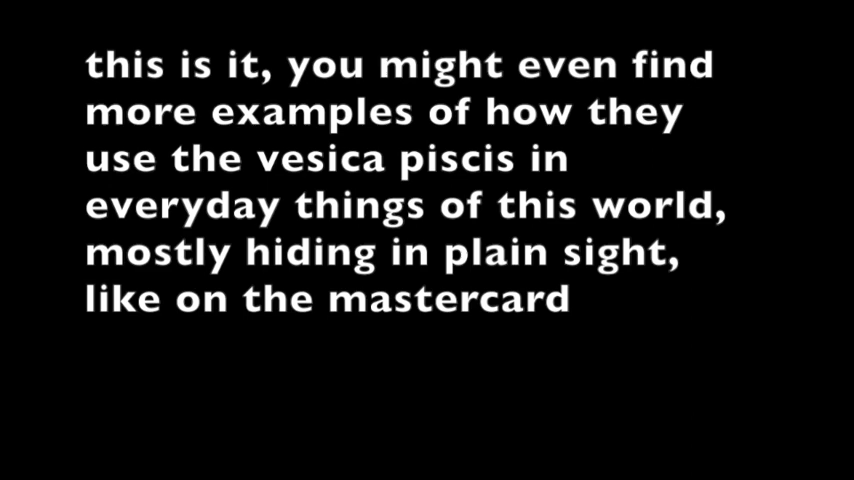 this is it, you might even find
more examples of how they
use the vesica piscis in
everyday things of this world,
mostly hiding in plain sight,
like on the mastercard